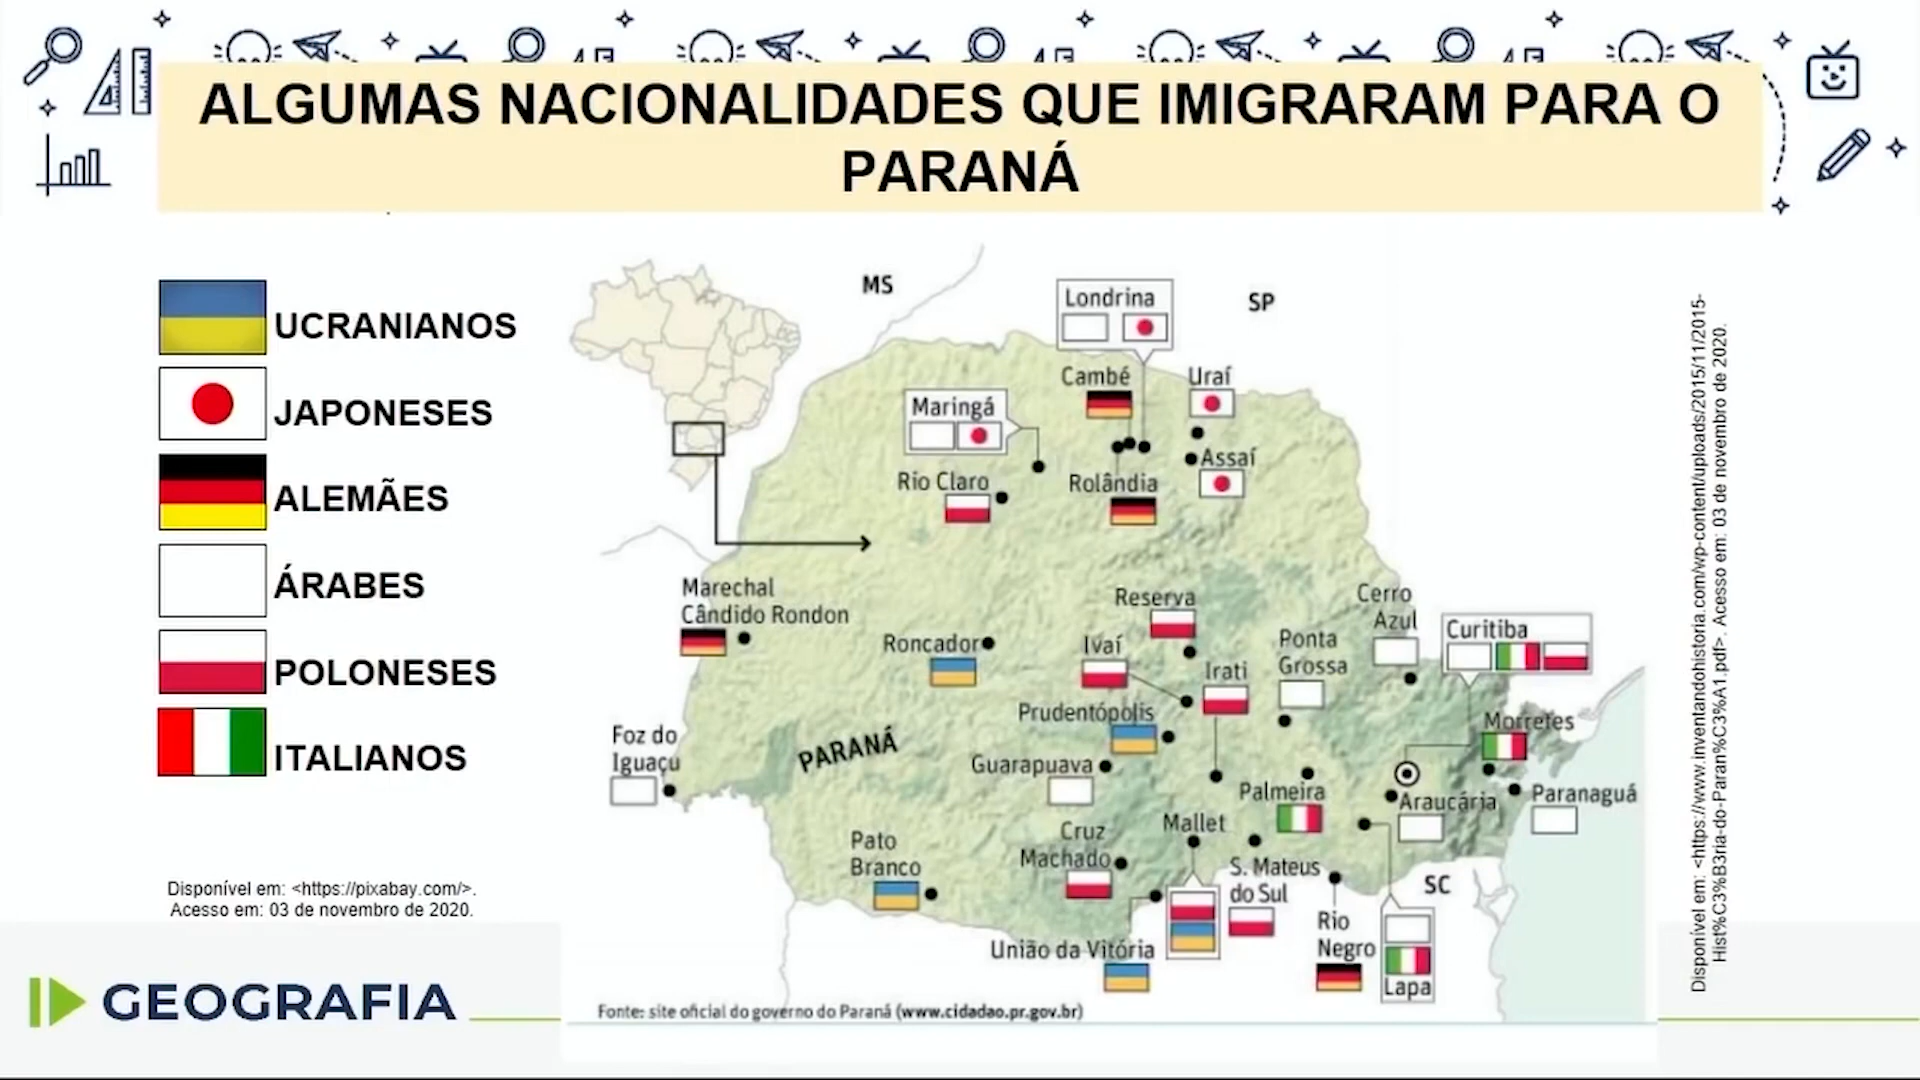 ALGUMAS NACIONALIDADES QUE IMIGRARAM PARA O
PARANÁ
UCRANIANOS
JAPONESES
ALEMÃES
ÁRABES
POLONESES
ITALIANOS
Disponível em: <https://pixabay.com/>.
Acesso em: 03 de novembro de 2020.
GEOGRAFIA
MS
SP
Londrina
Cambé
Uraí
Maringá
Assaí
Rio Claro
Rolândia
Marechal
Cândido Rondon
Reserva
Cerro
Azul
Curitiba
Roncador
Ivaí
Ponta
Grossa
Irati
Prudentópolis
Morretes
Foz do
Iguaçu
PARANÁ
Guarapuava
Palmeira
Araucária
Paranaguá
Pato
Branco
Cruz
Machado
Mallet
S. Mateus
do Sul
SC
União da Vitória
Rio
Negro
Lapa
Fonte: site oficial do governo do Paraná (www.cidadao.pr.gov.br)
Disponível em: <https://www.inventandohistoria.com/wp-content/uploads/2015/11/2015-
Hist%C3%B3ria-do-Paran%C3%A1.pdf>. Acesso em: 03 de novembro de 2020.